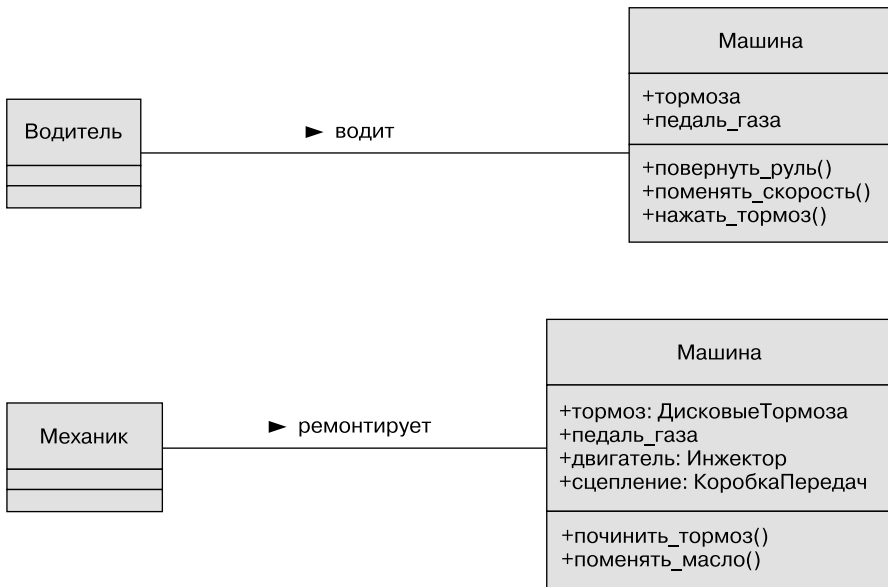 Машина
+тормоза
+педаль_газа
Водитель
► водит
+повернуть_руль()
+поменять_скорость()
+нажать_тормоз()
Машина
+тормоз: ДисковыеТормоза
+педаль_газа
+двигатель: Инжектор
+сцепление: КоробкаПередач
Механик
► ремонтирует
+починить_тормоз()
+поменять_масло()